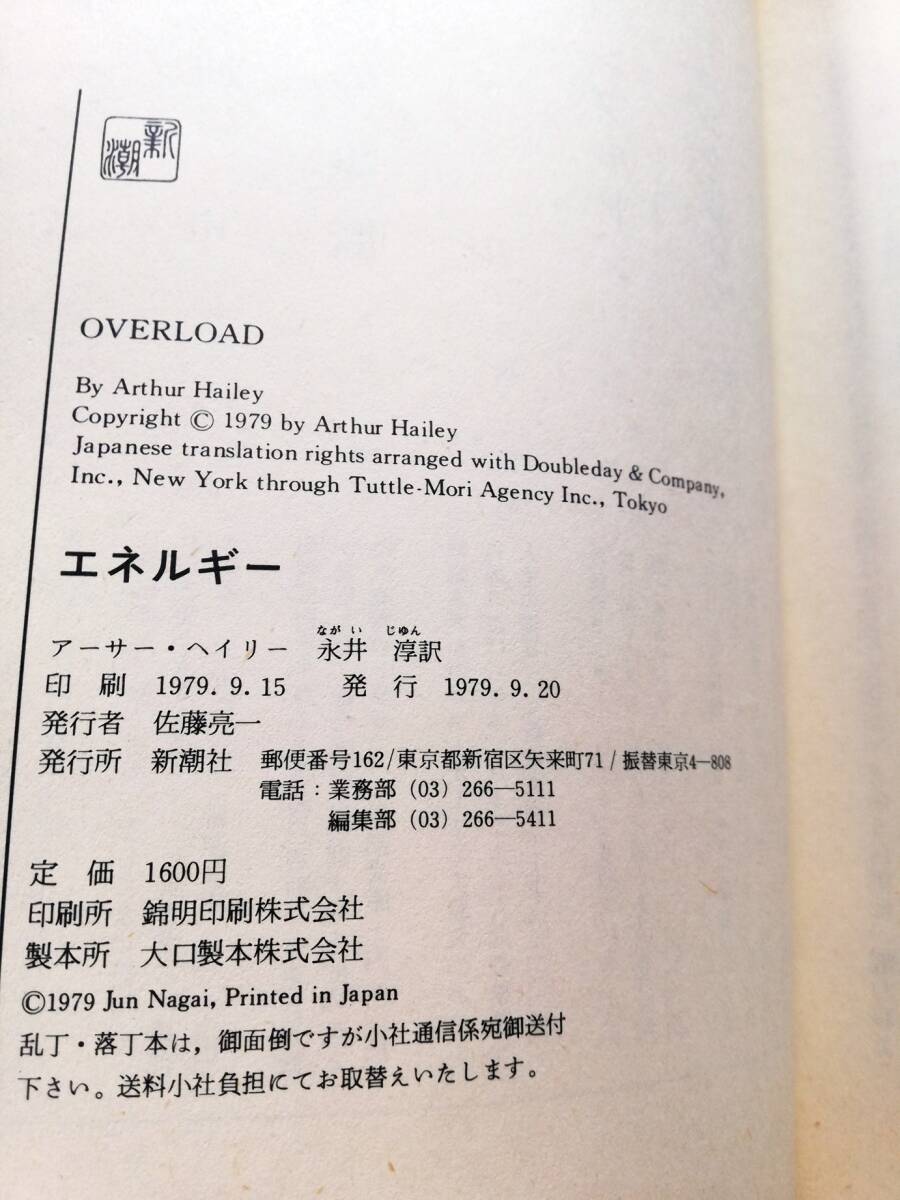 新潮
OVERLOAD
By Arthur Hailey
Copyright © 1979 by Arthur Hailey
Japanese translation rights arranged with Doubleday & Company,
Inc., New York through Tuttle-Mori Agency Inc., Tokyo
エネルギー
ながい じゅん
アーサー・ヘイリー 永井 淳訳
印刷 1979.9.15 発行 1979.9.20
発行者 佐藤亮一
発行所 新潮社 郵便番号162/東京都新宿区矢来町71/振替東京4―808
電話:業務部(03)266―5111
編集部(03)266―5411
定価 1600円
印刷所 錦明印刷株式会社
製本所 大口製本株式会社
©1979 Jun Nagai, Printed in Japan
乱丁・落丁本は,御面倒ですが小社通信係宛御送付
下さい。送料小社負担にてお取替えいたします。